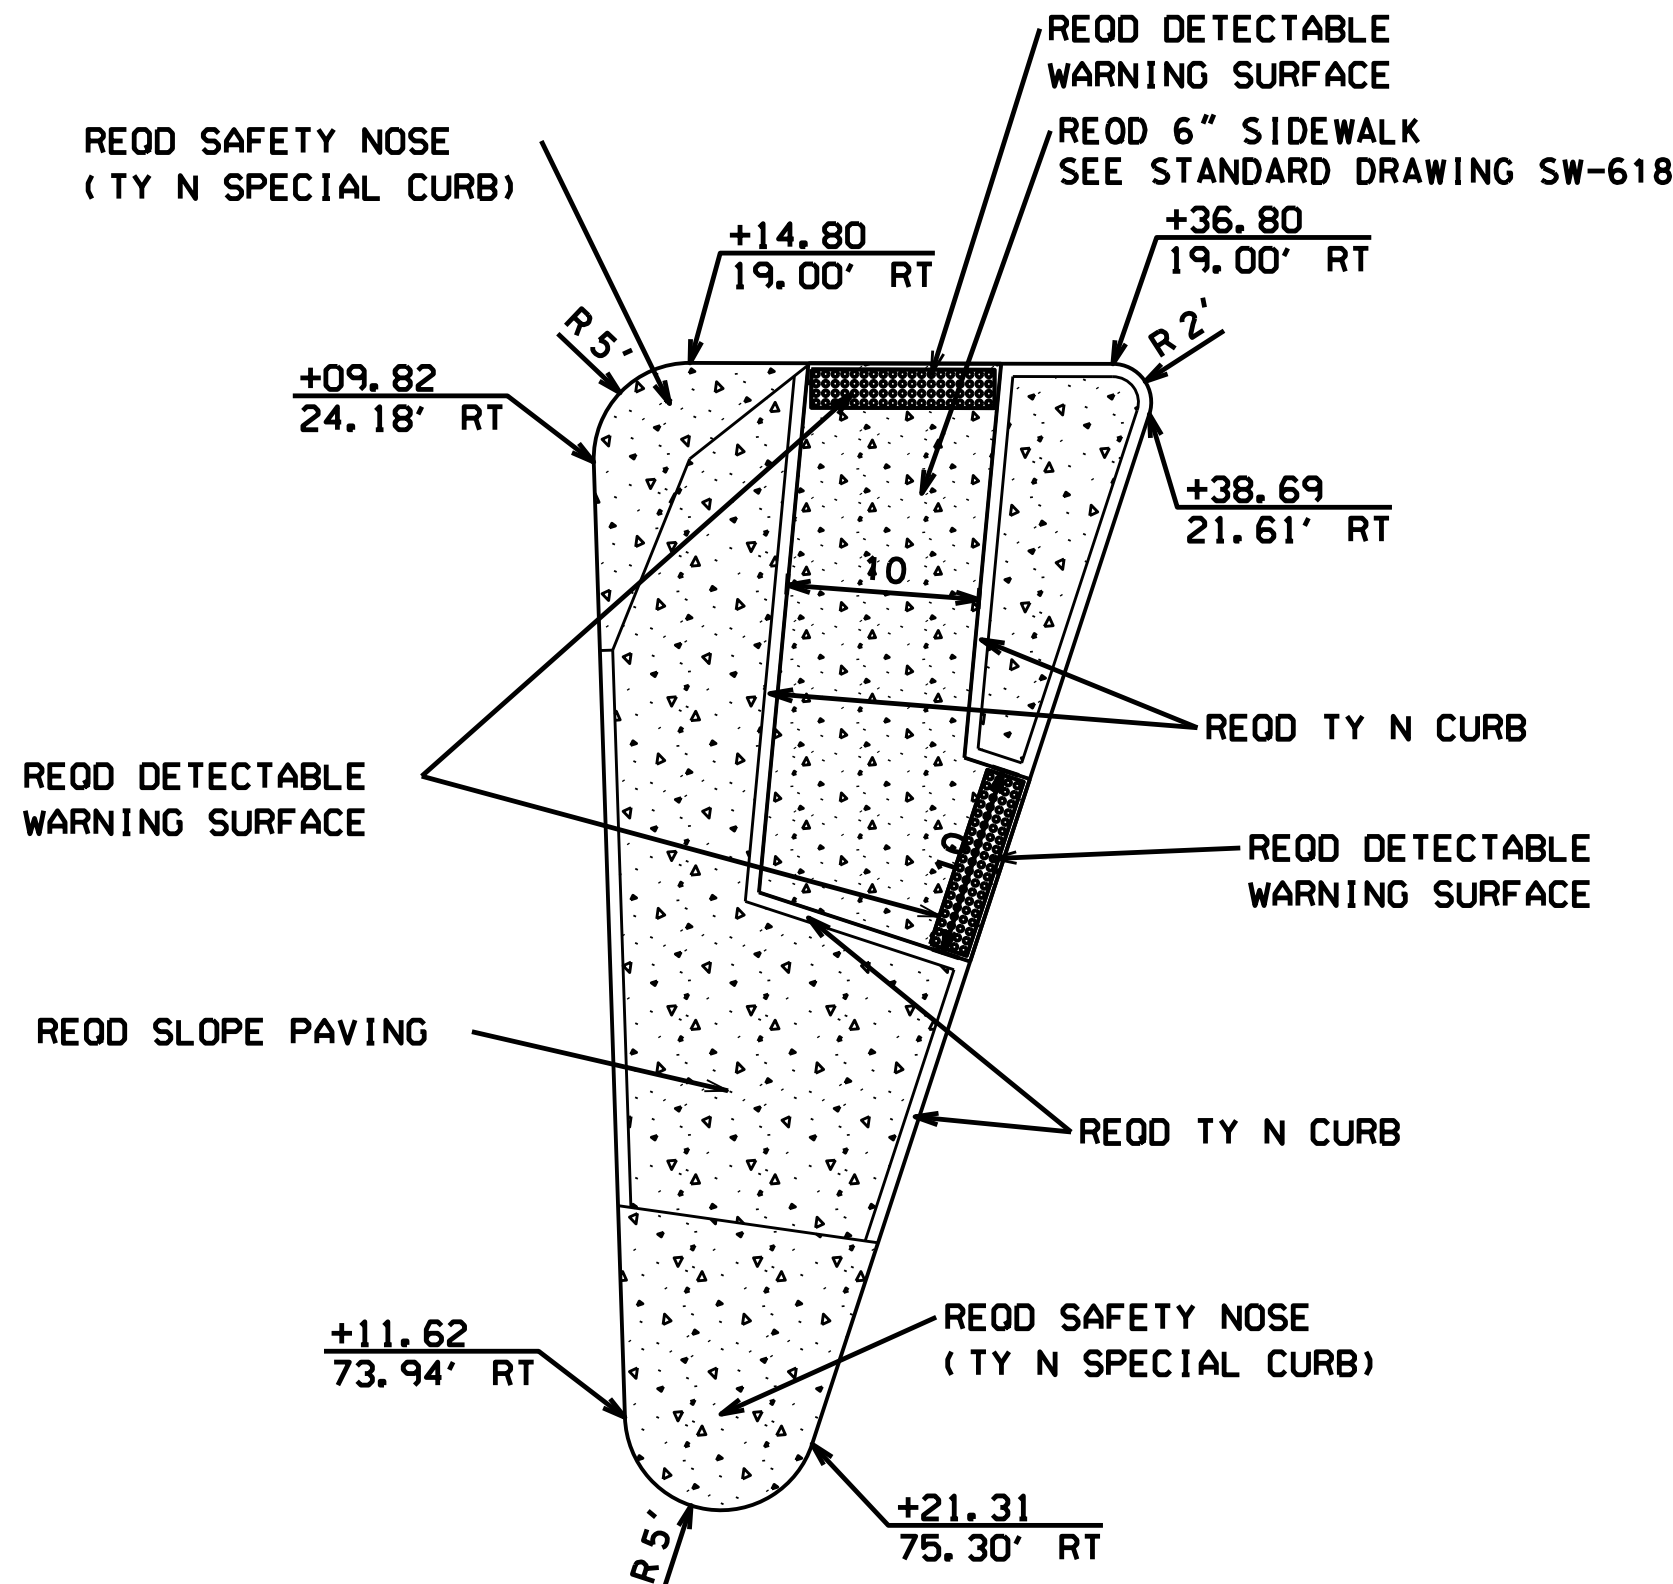 REQD DETECTABLE
WARNING SURFACE
REQD 6" SIDEWALK
SEE STANDARD DRAWING SW-618
REQD SAFETY NOSE
(TY N SPECIAL CURB)
+14.80
19.00' RT
+36.80
19.00' RT
R5'
R2'
+09.82
24.18' RT
+38.69
21.61' RT
10
REQD TY N CURB
REQD DETECTABLE
WARNING SURFACE
10
REQD DETECTABLE
WARNING SURFACE
REQD SLOPE PAVING
REQD TY N CURB
REQD SAFETY NOSE
(TY N SPECIAL CURB)
+11.62
73.94' RT
+21.31
75.30' RT
R5'